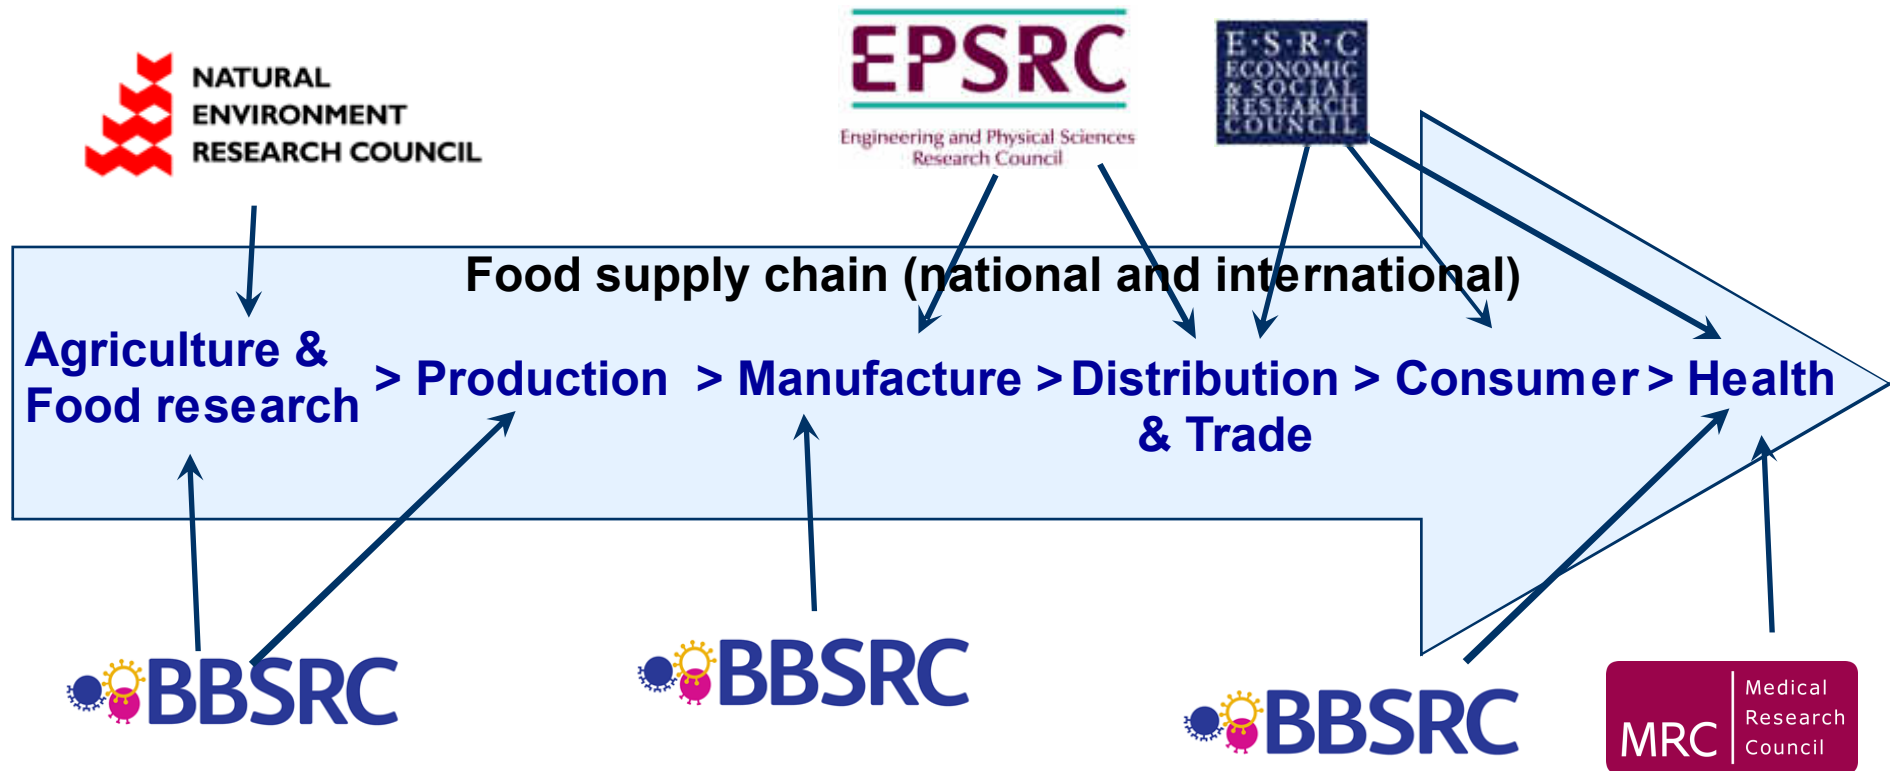 NATURAL
ENVIRONMENT
RESEARCH COUNCIL
EPSRC
Engineering and Physical Sciences
Research Council
E·S·R·C
ECONOMIC
& SOCIAL
RESEARCH
COUNCIL
Food supply chain (national and international)
Agriculture &
Food research
> Production > Manufacture > Distribution > Consumer > Health
& Trade
BBSRC
BBSRC
BBSRC
MRC
Medical
Research
Council